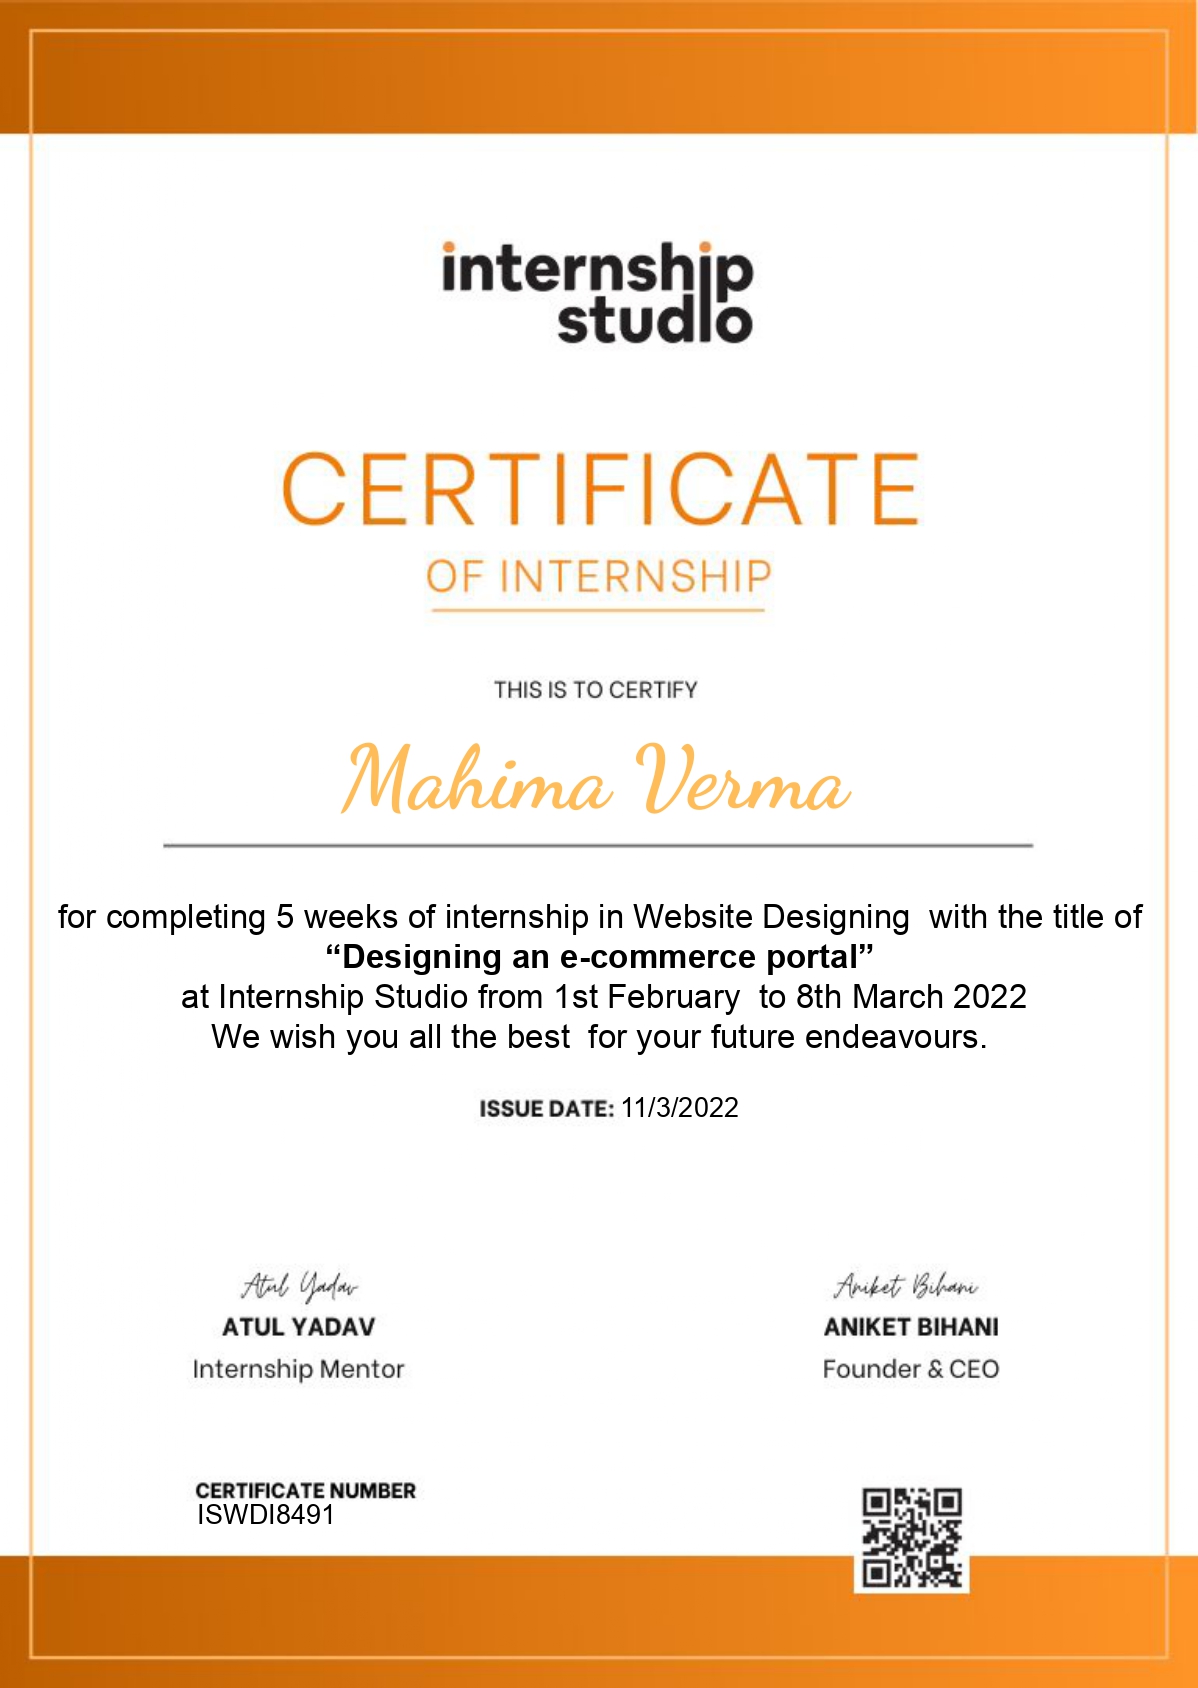 internship
studio
CERTIFICATE
OF INTERNSHIP
THIS IS TO CERTIFY
Mahima Verma
for completing 5 weeks of internship in Website Designing  with the title of
“Designing an e-commerce portal”
at Internship Studio from 1st February  to 8th March 2022
We wish you all the best  for your future endeavours.
ISSUE DATE: 11/3/2022
Atul Yadav
ATUL YADAV
Internship Mentor
Aniket Bihani
ANIKET BIHANI
Founder & CEO
CERTIFICATE NUMBER
ISWDI8491